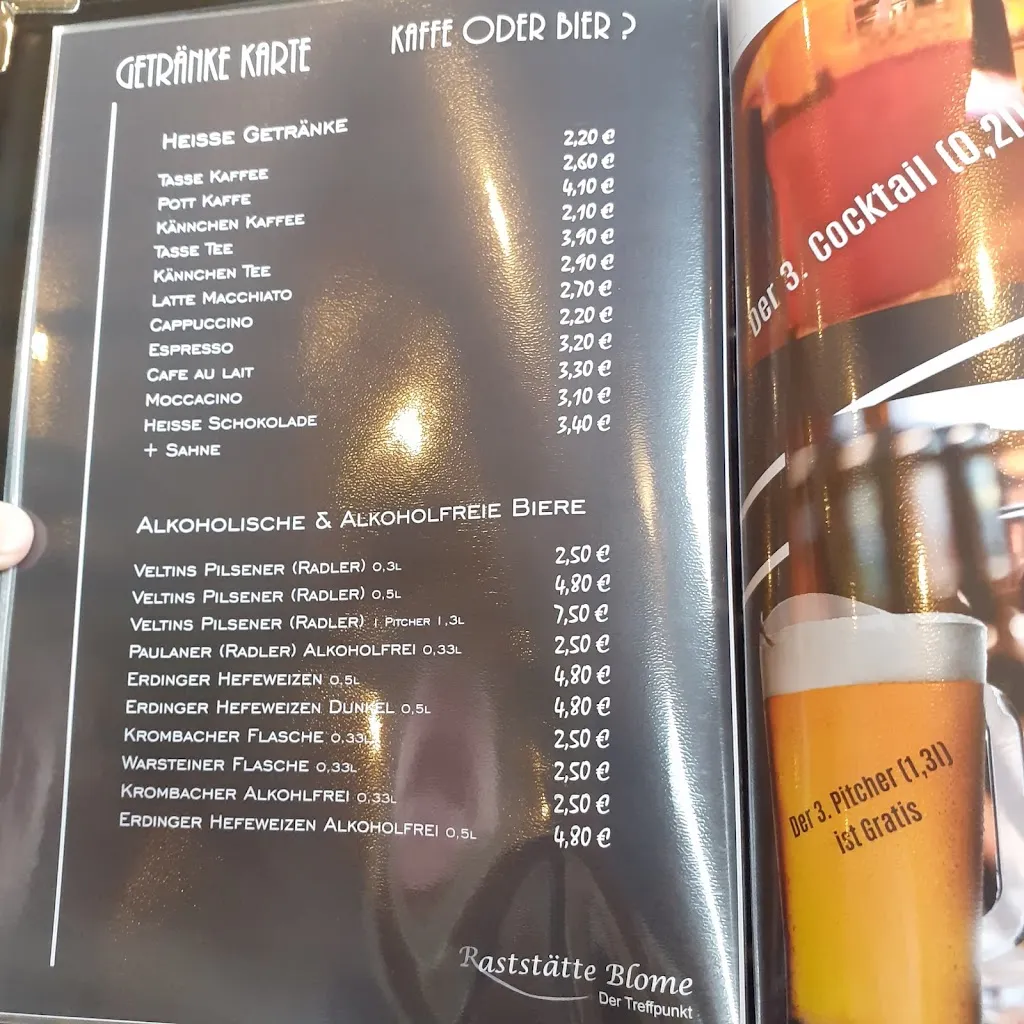 GETRÄNKE KARTE
KAFFE ODER BIER ?
HEISSE GETRÄNKE
TASSE KAFFEE 2,20 €
POTT KAFFE 2,60 €
KÄNNCHEN KAFFEE 4,10 €
TASSE TEE 2,10 €
KÄNNCHEN TEE 3,90 €
LATTE MACCHIATO 2,90 €
CAPPUCCINO 2,70 €
ESPRESSO 2,20 €
CAFE AU LAIT 3,20 €
MOCCACINO 3,30 €
HEISSE SCHOKOLADE 3,10 €
+ SAHNE 3,40 €
ALKOHOLISCHE & ALKOHOLFREIE BIERE
VELTINS PILSENER (RADLER) 0,3L 2,50 €
VELTINS PILSENER (RADLER) 0,5L 4,80 €
VELTINS PILSENER (RADLER) 1 PITCHER 1,3L 7,50 €
PAULANER (RADLER) ALKOHOLFREI 0,33L 2,50 €
ERDINGER HEFEWEIZEN 0,5L 4,80 €
ERDINGER HEFEWEIZEN DUNKEL 0,5L 4,80 €
KROMBACHER FLASCHE 0,33L 2,50 €
WARSTEINER FLASCHE 0,33L 2,50 €
KROMBACHER ALKOHLFREI 0,33L 2,50 €
ERDINGER HEFEWEIZEN ALKOHOLFREI 0,5L 4,80 €
Raststätte Blome
Der Treffpunkt
Der 3. Cocktail (0,2l)
Der 3. Pitcher (1,3l)
ist Gratis